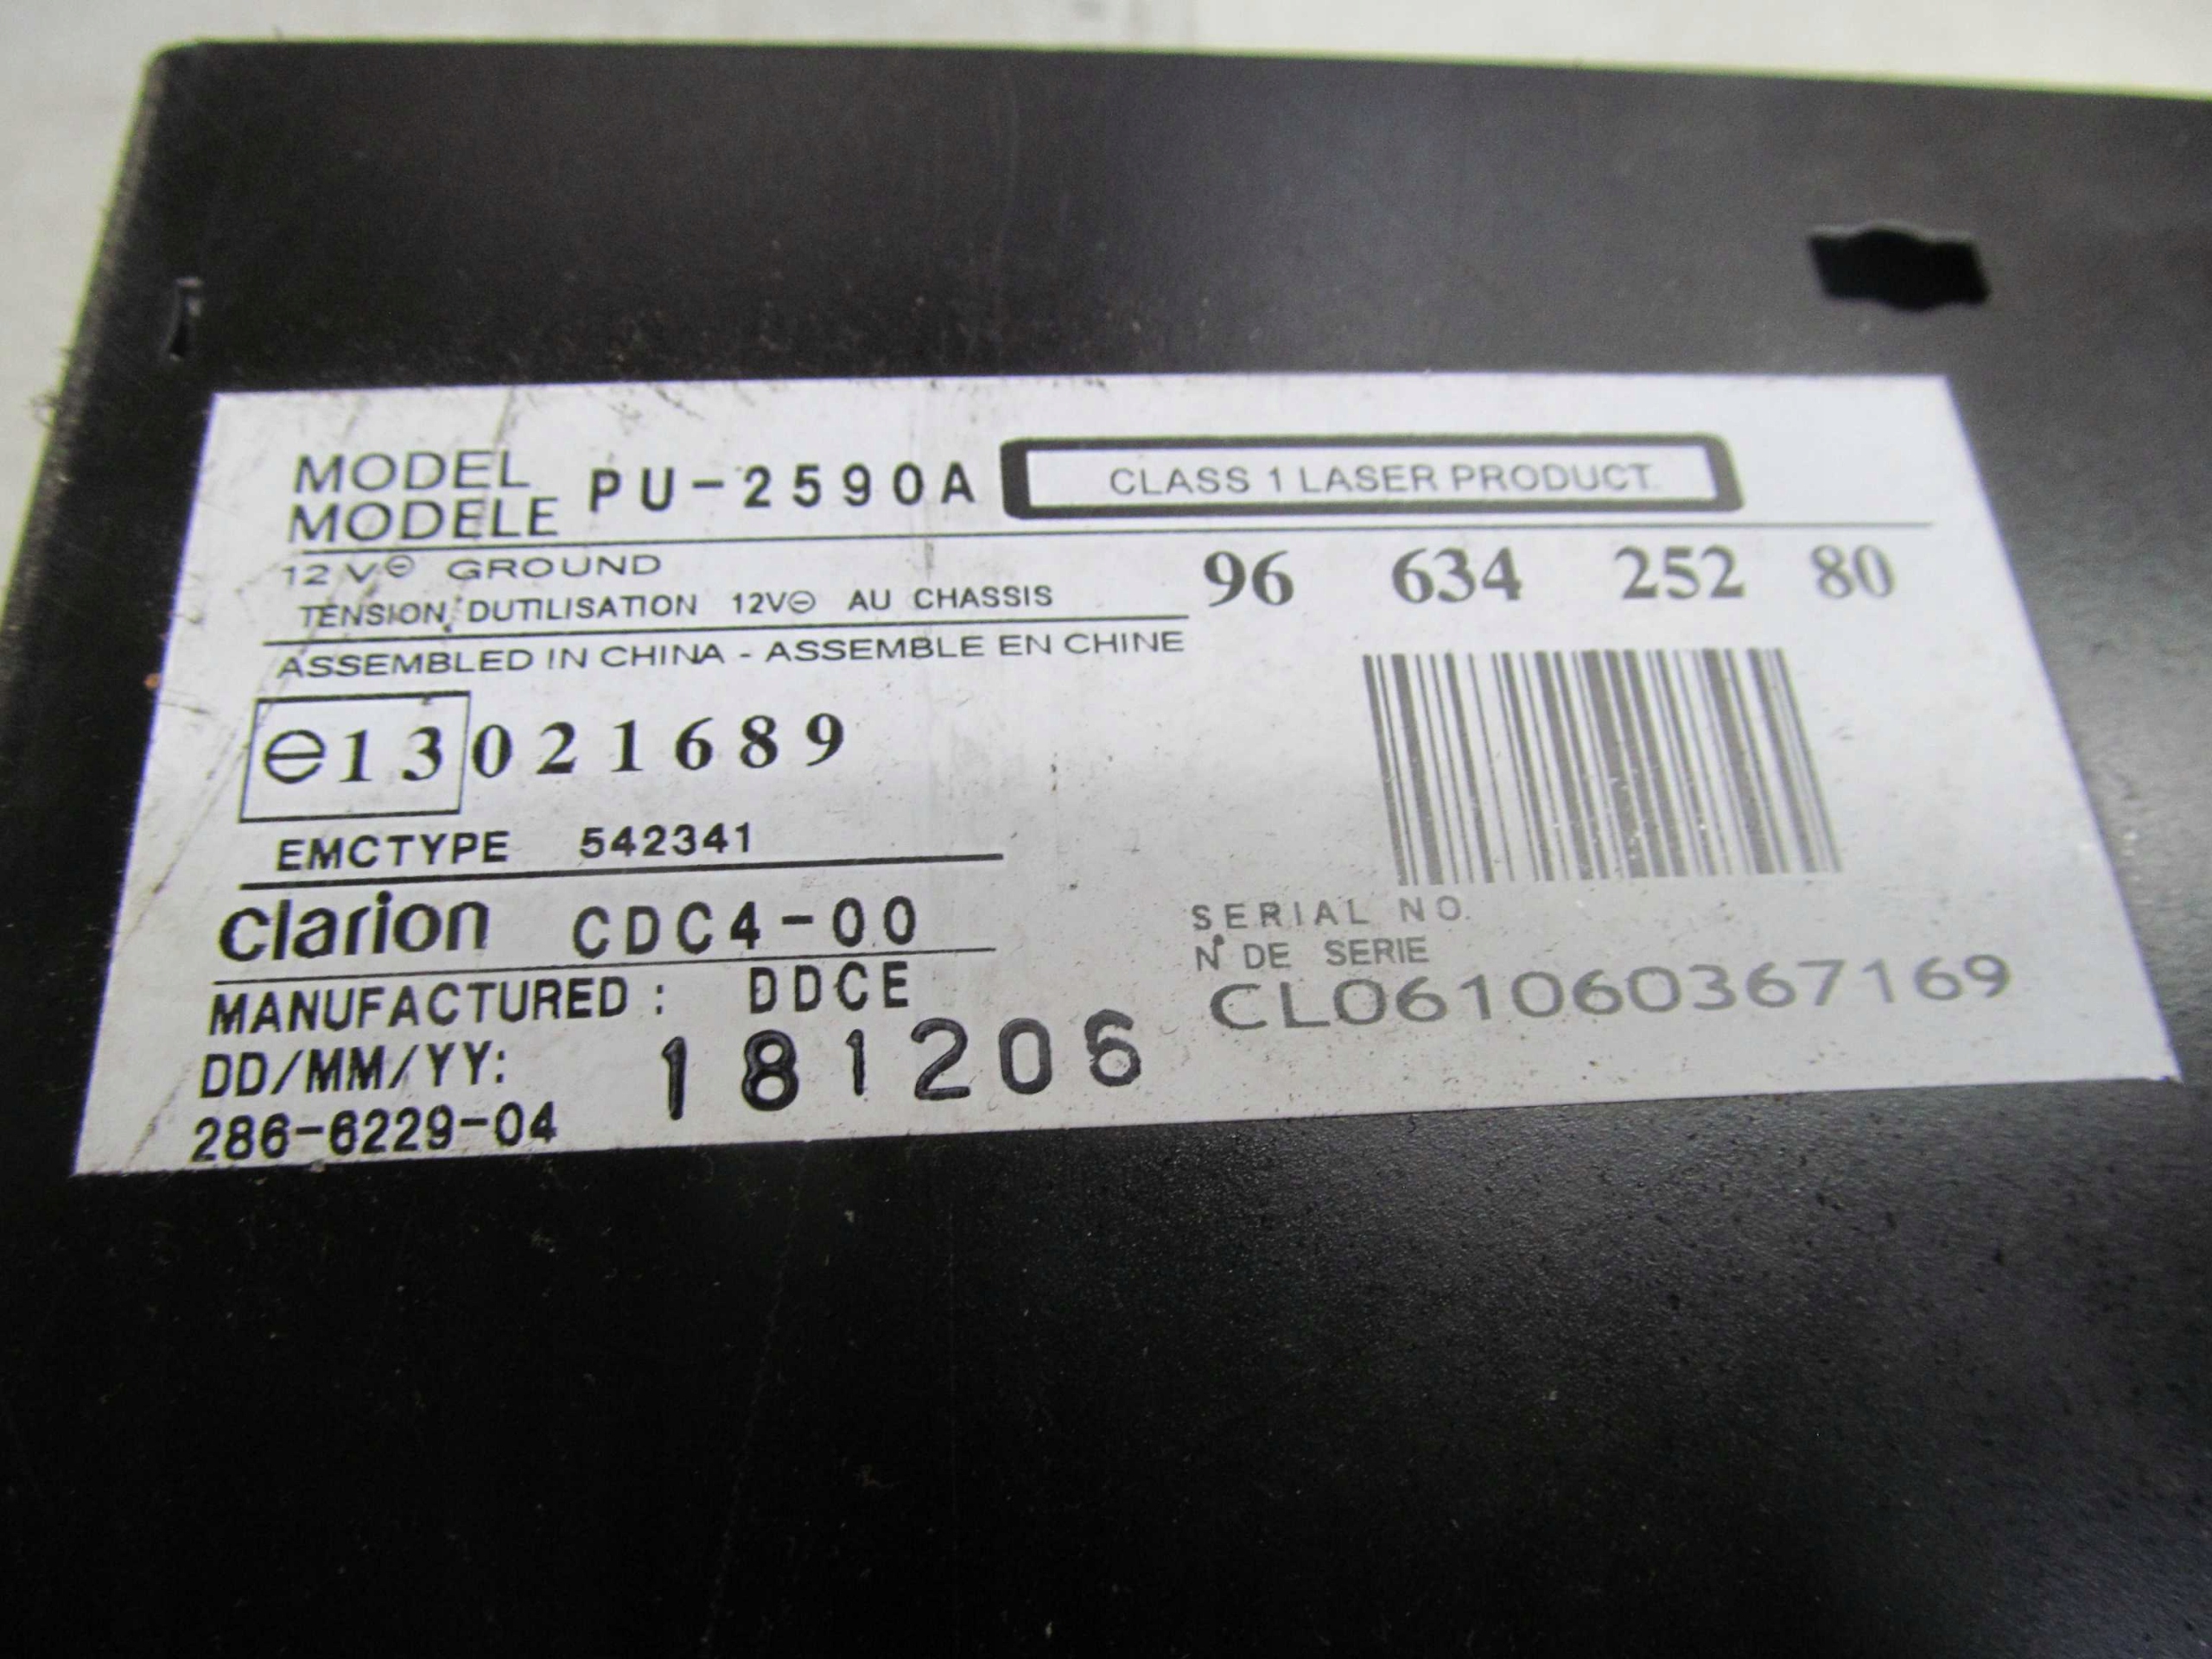 MODEL
MODELE PU-2590A CLASS 1 LASER PRODUCT
12 V⊖ GROUND
TENSION DUTILISATION 12V⊖ AU CHASSIS
96 634 252 80
ASSEMBLED IN CHINA - ASSEMBLE EN CHINE
e13 021689
EMCTYPE 542341
clarion CDC4-00
SERIAL NO.
N° DE SERIE
CL061060367169
MANUFACTURED : DDCE
DD/MM/YY: 181206
286-6229-04